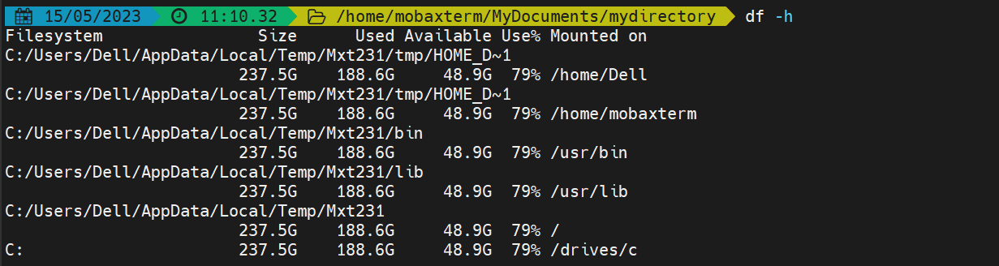 15/05/2023 11:10.32 /home/mobaxterm/MyDocuments/mydirectory df -h
Filesystem Size Used Available Use% Mounted on
C:/Users/Dell/AppData/Local/Temp/Mxt231/tmp/HOME_D~1
237.5G 188.6G 48.9G 79% /home/Dell
C:/Users/Dell/AppData/Local/Temp/Mxt231/tmp/HOME_D~1
237.5G 188.6G 48.9G 79% /home/mobaxterm
C:/Users/Dell/AppData/Local/Temp/Mxt231/bin
237.5G 188.6G 48.9G 79% /usr/bin
C:/Users/Dell/AppData/Local/Temp/Mxt231/lib
237.5G 188.6G 48.9G 79% /usr/lib
C:/Users/Dell/AppData/Local/Temp/Mxt231
237.5G 188.6G 48.9G 79% /
C: 237.5G 188.6G 48.9G 79% /drives/c